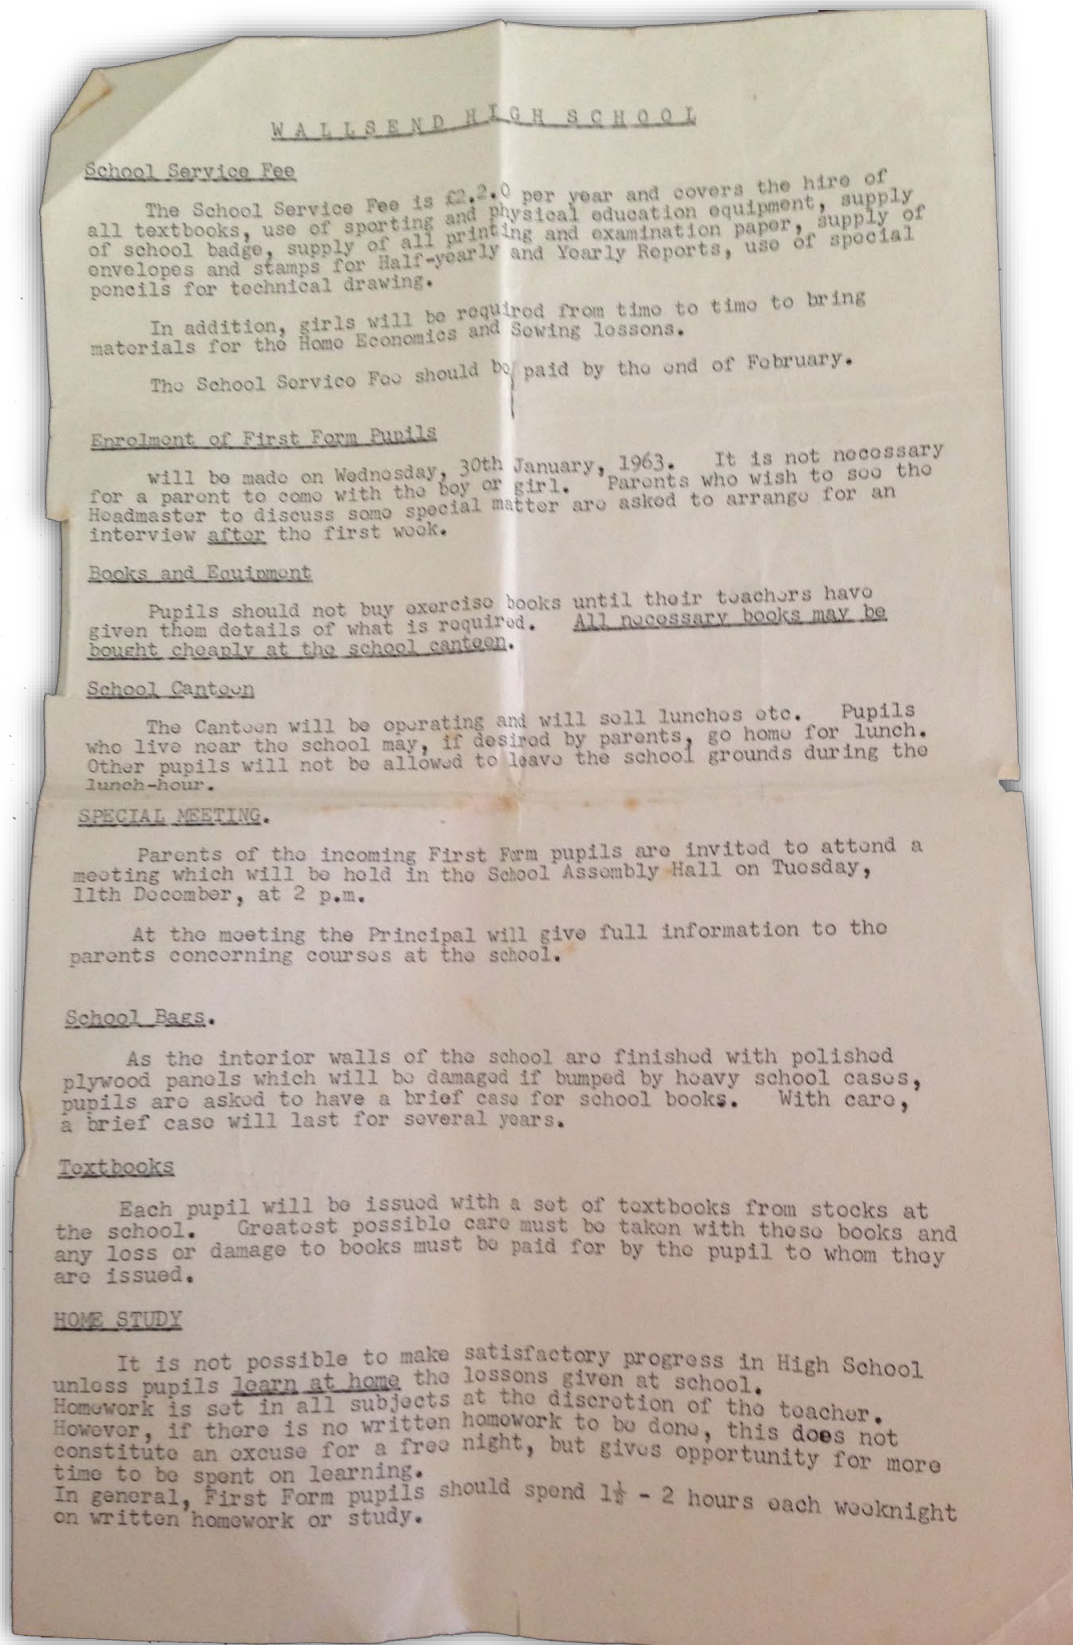 WALLSEND HIGH SCHOOL
School Service Fee
The School Service Fee is £2.2.0 per year and covers the hire of
all textbooks, use of sporting and physical education equipment, supply
of school badge, supply of all printing and examination paper, supply of
envelopes and stamps for Half-yearly and Yearly Reports, use of special
pencils for technical drawing.
In addition, girls will be required from time to time to bring
materials for the Home Economics and Sewing lessons.
The School Service Fee should be paid by the end of February.
Enrolment of First Form Pupils
will be made on Wednesday, 30th January, 1963. It is not necessary
for a parent to come with the boy or girl. Parents who wish to see the
Headmaster to discuss some special matter are asked to arrange for an
interview after the first week.
Books and Equipment
Pupils should not buy exercise books until their teachers have
given them details of what is required. All necessary books may be
bought cheaply at the school canteen.
School Canteen
The Canteen will be operating and will sell lunches etc. Pupils
who live near the school may, if desired by parents, go home for lunch.
Other pupils will not be allowed to leave the school grounds during the
lunch-hour.
SPECIAL MEETING.
Parents of the incoming First Form pupils are invited to attend a
meeting which will be held in the School Assembly Hall on Tuesday,
11th December, at 2 p.m.
At the meeting the Principal will give full information to the
parents concerning courses at the school.
School Bags.
As the interior walls of the school are finished with polished
plywood panels which will be damaged if bumped by heavy school cases,
pupils are asked to have a brief case for school books. With care,
a brief case will last for several years.
Textbooks
Each pupil will be issued with a set of textbooks from stocks at
the school. Greatest possible care must be taken with these books and
any loss or damage to books must be paid for by the pupil to whom they
are issued.
HOME STUDY
It is not possible to make satisfactory progress in High School
unless pupils learn at home the lessons given at school.
Homework is set in all subjects at the discretion of the teacher.
However, if there is no written homework to be done, this does not
constitute an excuse for a free night, but gives opportunity for more
time to be spent on learning.
In general, First Form pupils should spend 1½ - 2 hours each weeknight
on written homework or study.